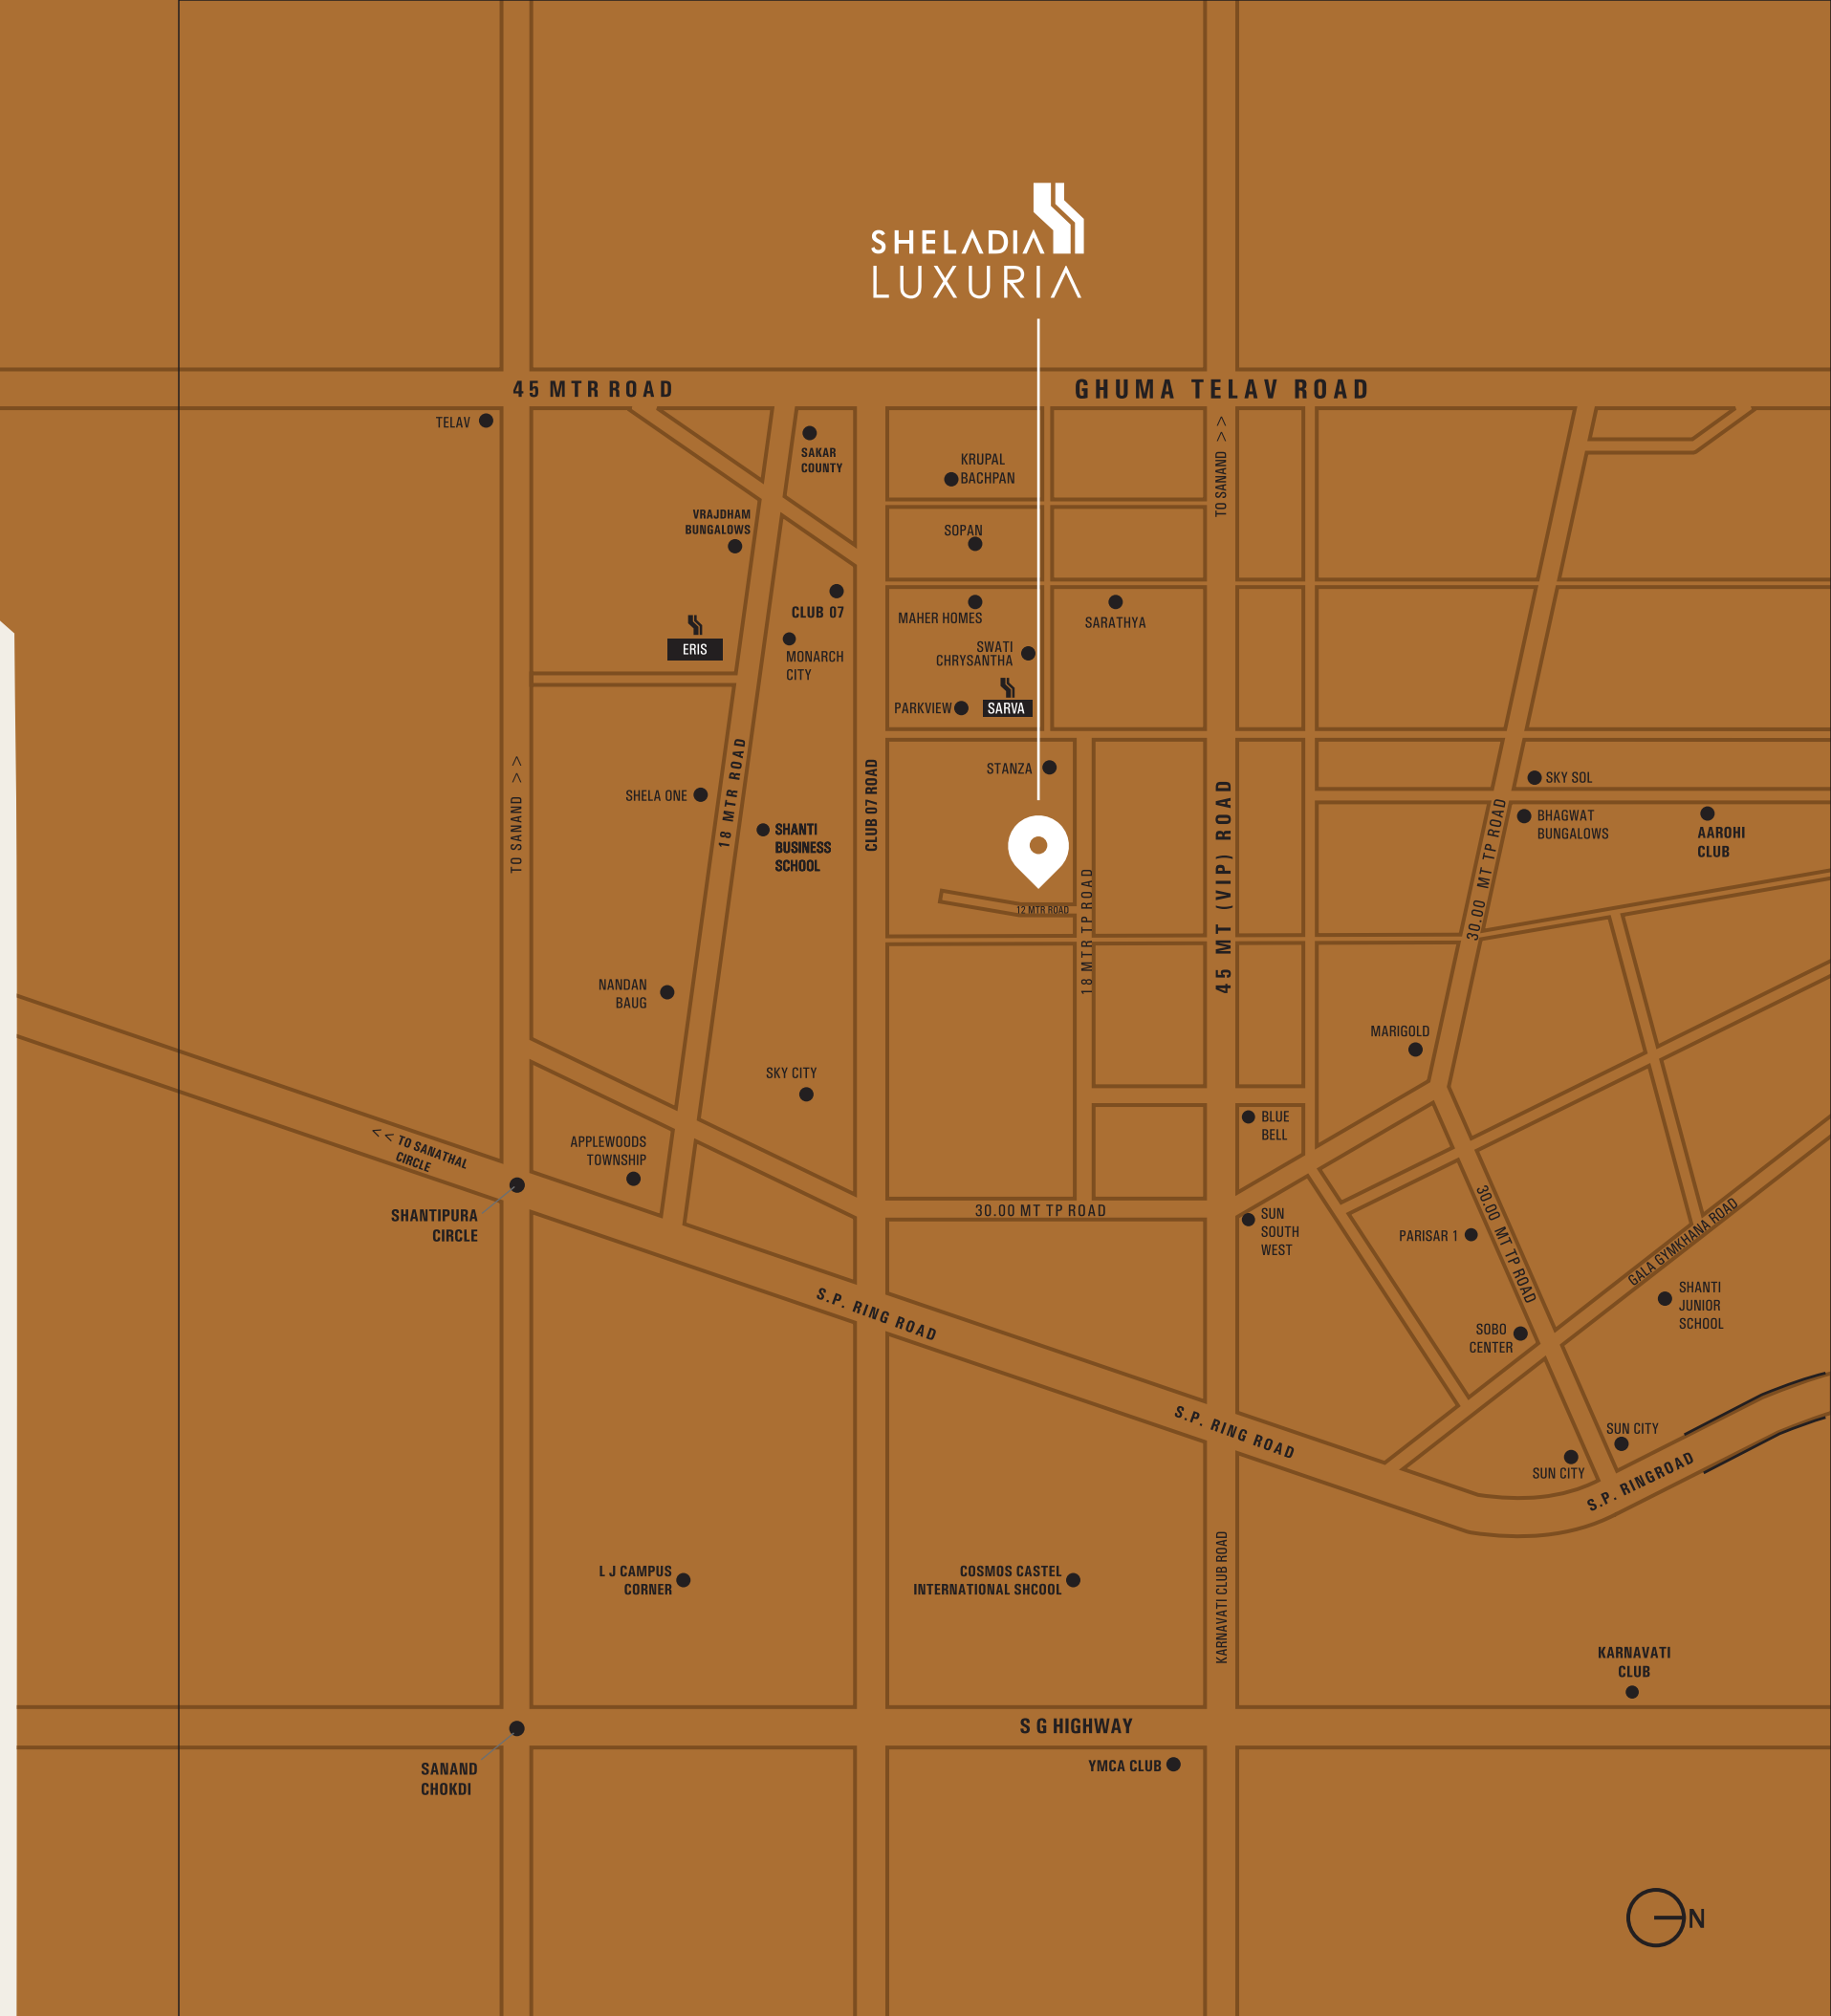 SHELADIA
LUXURIA
45 MTR ROAD
GHUMA TELAV ROAD
TELAV
SAKAR
COUNTY
KRUPAL
BACHPAN
TO SANAND >>
VRAJDHAM
BUNGALOWS
SOPAN
CLUB 07
MAHER HOMES
SARATHYA
ERIS
MONARCH
CITY
SWATI
CHRYSANTHA
PARKVIEW
SARVA
TO SANAND >>
18 MTR ROAD
CLUB 07 ROAD
STANZA
45 MT (VIP) ROAD
SKY SOL
SHELA ONE
SHANTI
BUSINESS
SCHOOL
30.00 MT TP ROAD
BHAGWAT
BUNGALOWS
AAROHI
CLUB
12 MTR ROAD
18 MTR TP ROAD
NANDAN
BAUG
MARIGOLD
SKY CITY
BLUE
BELL
<< TO SANATHAL
CIRCLE
APPLEWOODS
TOWNSHIP
SHANTIPURA
CIRCLE
30.00 MT TP ROAD
SUN
SOUTH
WEST
PARISAR 1
30.00 MT TP ROAD
GALA GYMKHANA ROAD
SHANTI
JUNIOR
SCHOOL
S.P. RING ROAD
SOBO
CENTER
S.P. RING ROAD
SUN CITY
SUN CITY
S.P. RINGROAD
L J CAMPUS
CORNER
COSMOS CASTEL
INTERNATIONAL SHCOOL
KARNAVATI CLUB ROAD
KARNAVATI
CLUB
S G HIGHWAY
YMCA CLUB
SANAND
CHOKDI
N